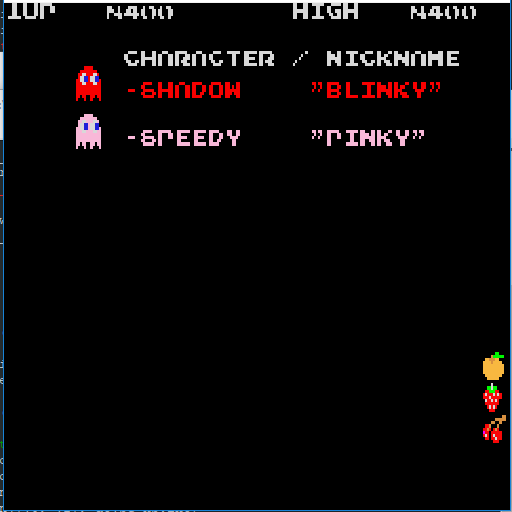 1UP N400 HIGH N400
CHARACTER / NICKNAME
-SHADOW "BLINKY"
-SPEEDY "PINKY"